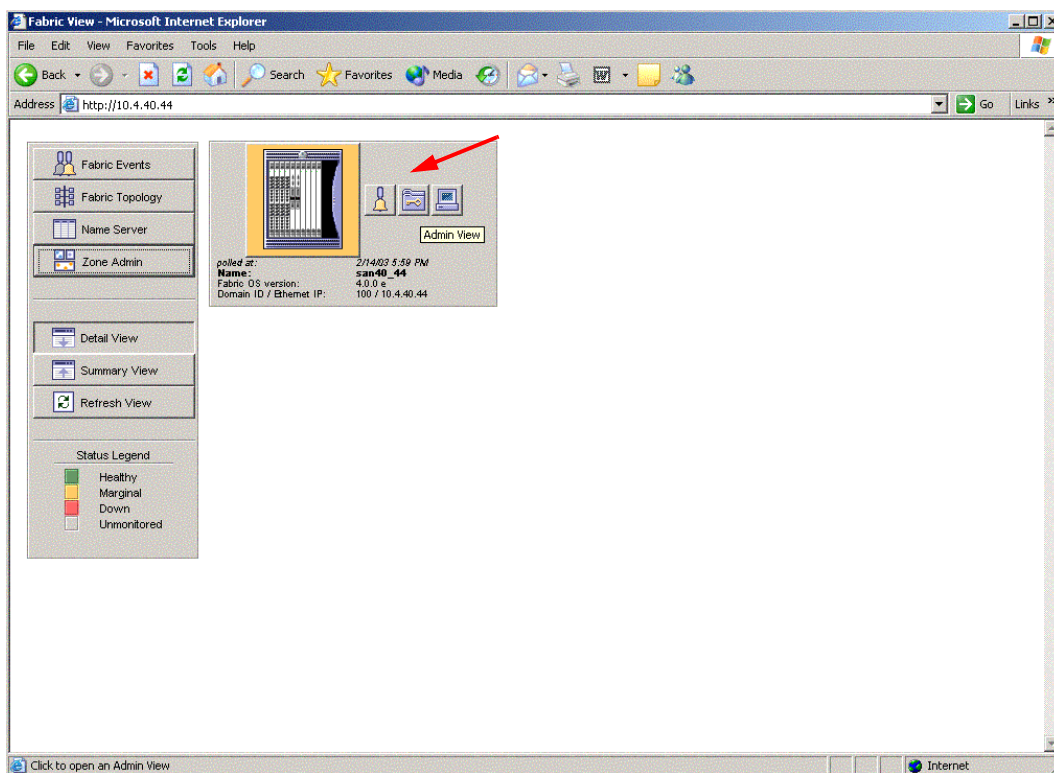 Fabric View - Microsoft Internet Explorer
File Edit View Favorites Tools Help
Back Search Favorites Media
Address http://10.4.40.44 Go Links »
Fabric Events
Fabric Topology
Name Server
Zone Admin
Admin View
polled at: 2/14/03 5:59 PM
Name: san40_44
Fabric OS version: 4.0.0 e
Domain ID / Ethernet IP: 100 / 10.4.40.44
Detail View
Summary View
Refresh View
Status Legend
Healthy
Marginal
Down
Unmonitored
Click to open an Admin View Internet